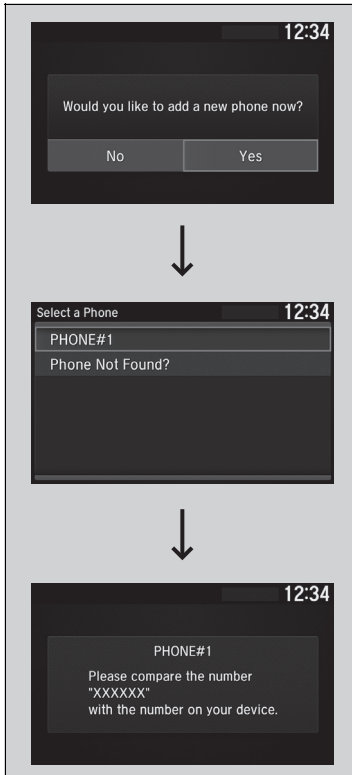 12:34
Would you like to add a new phone now?
No Yes
Select a Phone 12:34
PHONE#1
Phone Not Found?
12:34
PHONE#1
Please compare the number
"XXXXXX"
with the number on your device.